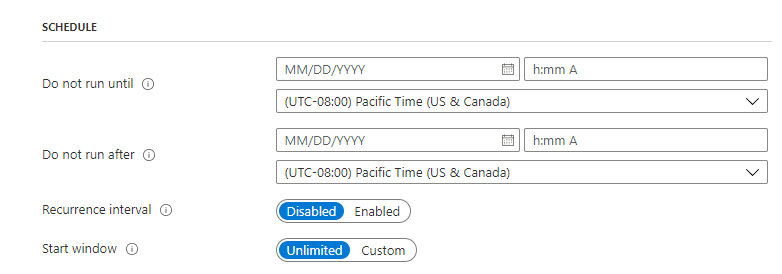 SCHEDULE
Do not run until
MM/DD/YYYY h:mm A
(UTC-08:00) Pacific Time (US & Canada)
Do not run after
MM/DD/YYYY h:mm A
(UTC-08:00) Pacific Time (US & Canada)
Recurrence interval Disabled Enabled
Start window Unlimited Custom